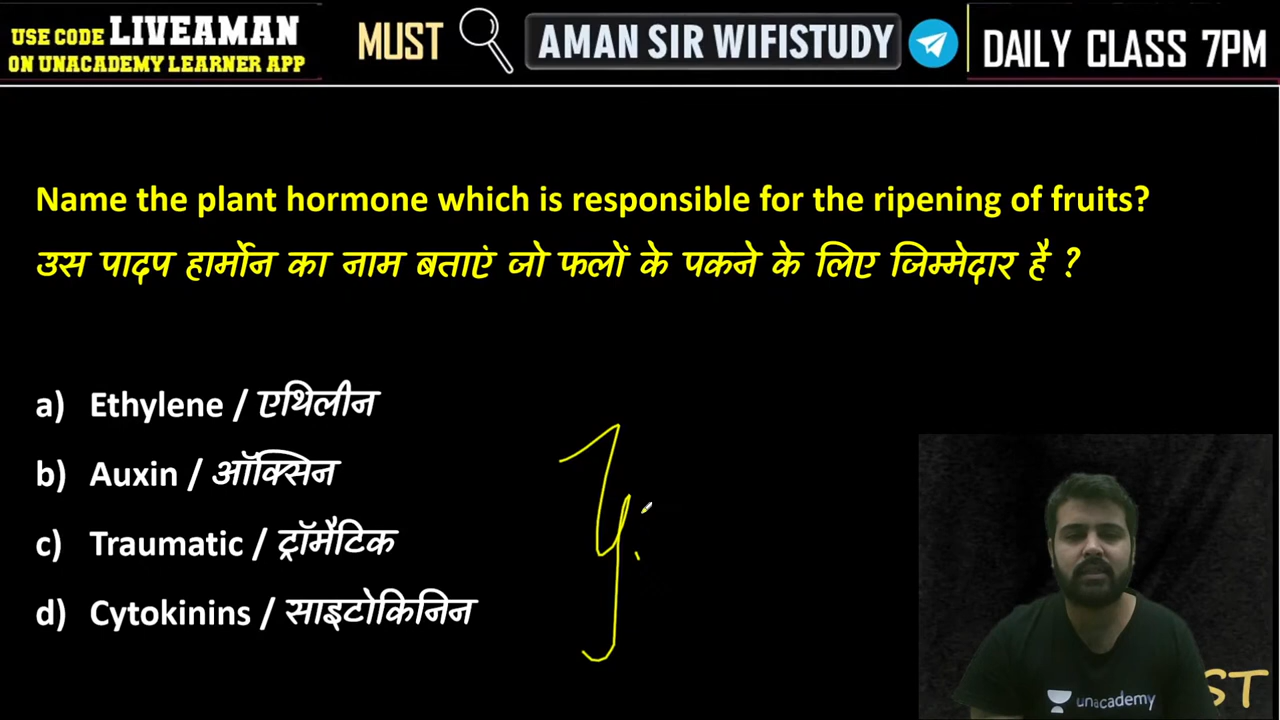 USE CODE LIVEAMAN
ON UNACADEMY LEARNER APP
MUST
AMAN SIR WIFISTUDY
DAILY CLASS 7PM
Name the plant hormone which is responsible for the ripening of fruits?
उस पादप हार्मोन का नाम बताएं जो फलों के पकने के लिए जिम्मेदार है ?
a) Ethylene / एथिलीन
b) Auxin / ऑक्सिन
c) Traumatic / ट्रॉमैटिक
d) Cytokinins / साइटोकिनिन
unacademy